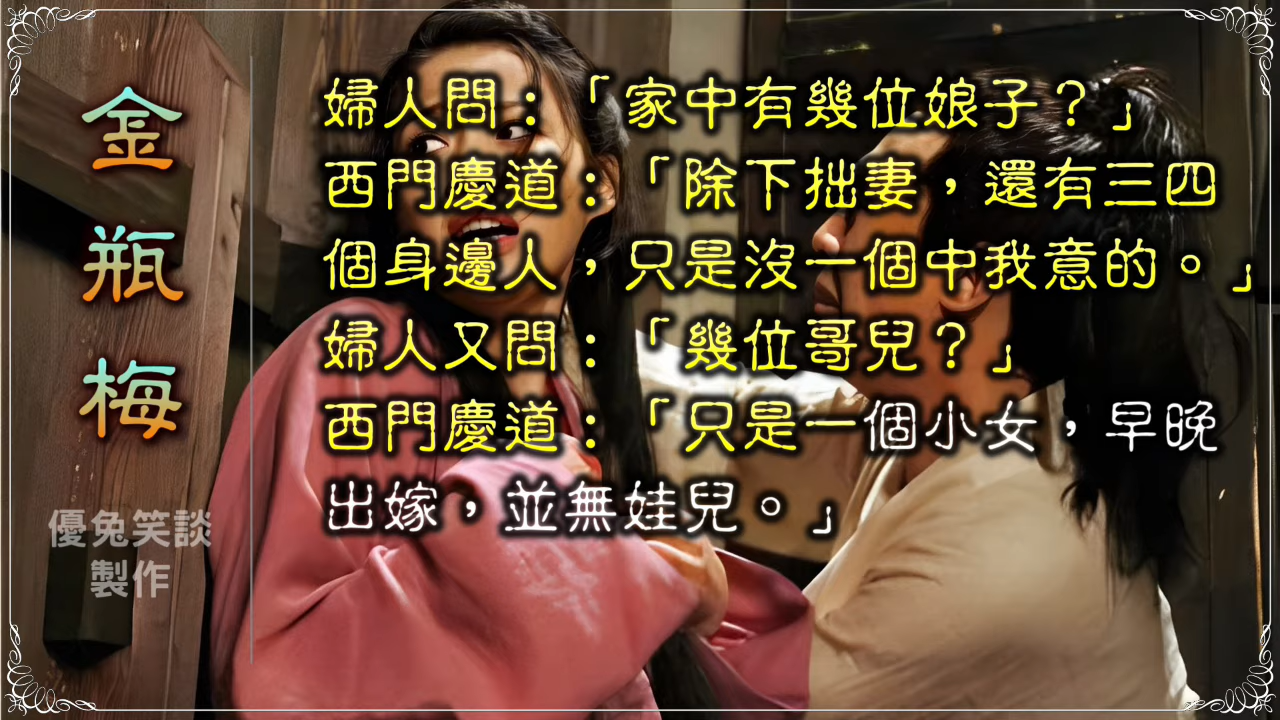 金瓶梅
優兔笑談
製作
婦人問：「家中有幾位娘子？」
西門慶道：「除下拙妻，還有三四
個身邊人，只是沒一個中我意的。」
婦人又問：「幾位哥兒？」
西門慶道：「只是一個小女，早晚
出嫁，並無娃兒。」